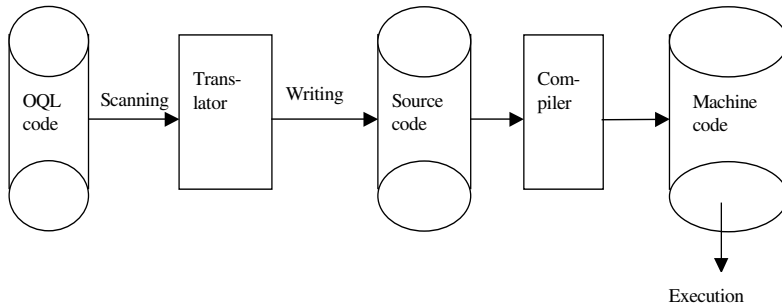 OQL
code
Scanning
Trans-
lator
Writing
Source
code
Com-
piler
Machine
code
Execution